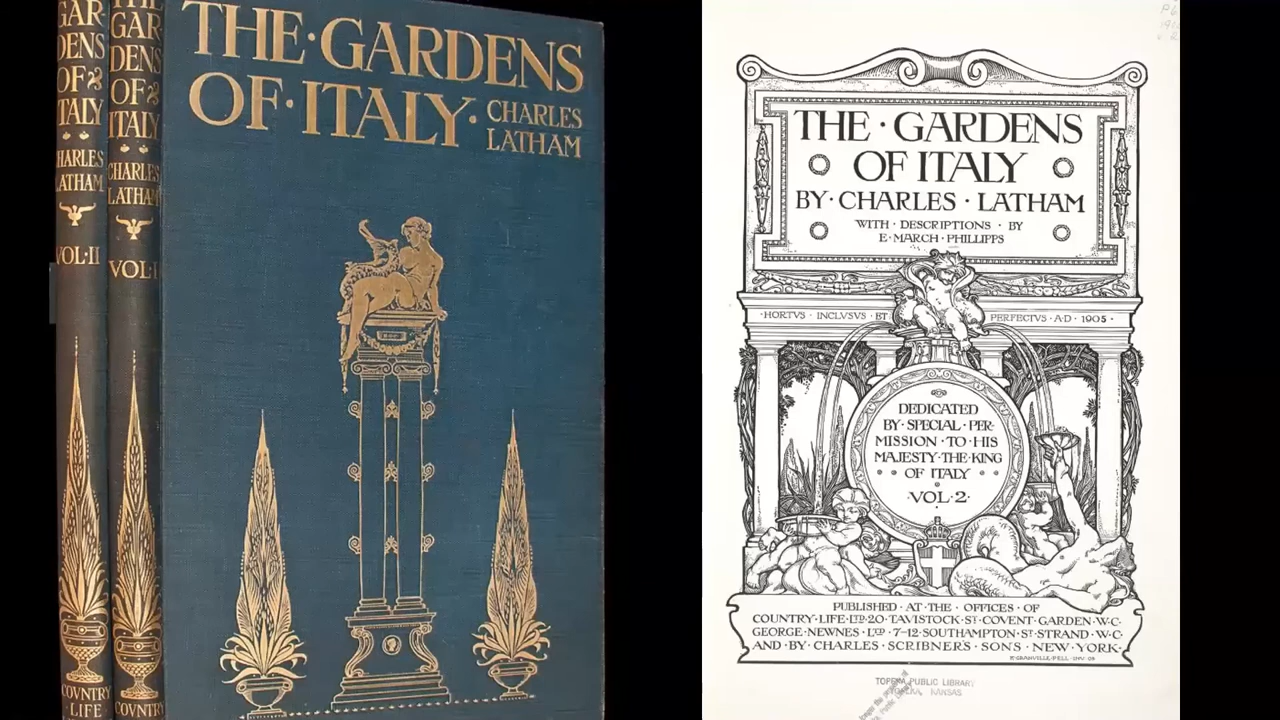 GAR
DENS
OF
ITALY
CHARLES
LATHAM
VOL·II
COUNTRY
·LIFE
THE
GAR
DENS
OF
ITALY
CHARLES
LATHAM
VOL·I
COUNTRY
THE·GARDENS
OF·ITALY·CHARLES
LATHAM
THE·GARDENS
OF ITALY
BY·CHARLES·LATHAM
WITH·DESCRIPTIONS·BY
E·MARCH·PHILLIPPS
·HORTVS INCLVSVS ET PERFECTVS·A·D·1905·
DEDICATED
BY·SPECIAL·PER-
MISSION·TO·HIS
MAJESTY·THE·KING
OF ITALY
·VOL·2·
PUBLISHED·AT·THE·OFFICES·OF
COUNTRY·LIFE·LTD·20·TAVISTOCK·ST·COVENT·GARDEN·W·C·
GEORGE·NEWNES·LTD·7-12·SOUTHAMPTON·ST·STRAND·W·C·
AND·BY·CHARLES·SCRIBNER'S·SONS·NEW·YORK·
TOPEKA PUBLIC LIBRARY
TOPEKA, KANSAS